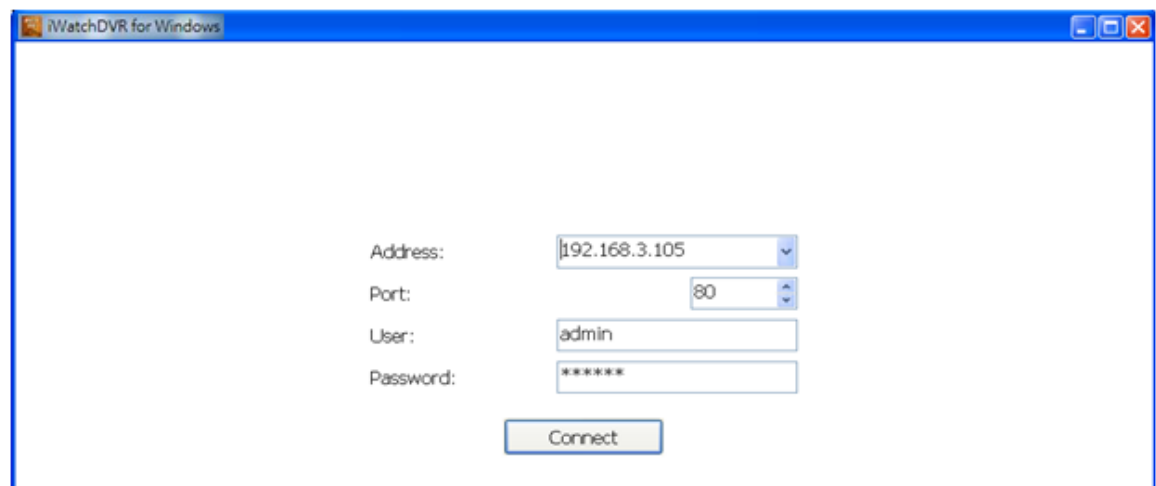 iWatchDVR for Windows
Address: 192.168.3.105
Port: 80
User: admin
Password: ******
Connect